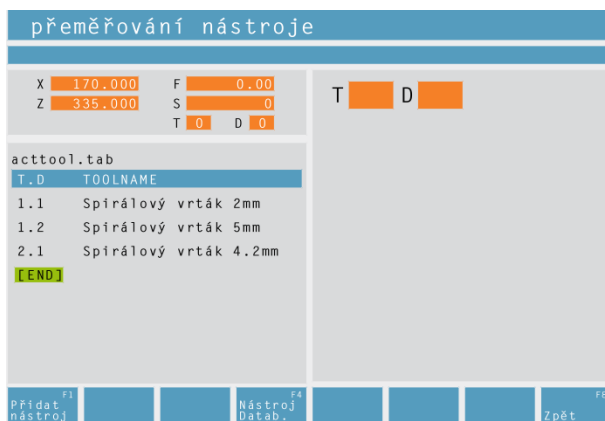 přeměřování nástroje
X 170.000 F 0.00
Z 335.000 S 0
T 0 D 0
T D
acttool.tab
T.D TOOLNAME
1.1 Spirálový vrták 2mm
1.2 Spirálový vrták 5mm
2.1 Spirálový vrták 4.2mm
[END]
F1 F4 F8
Přidat Nástroj
nástroj Datab. Zpět